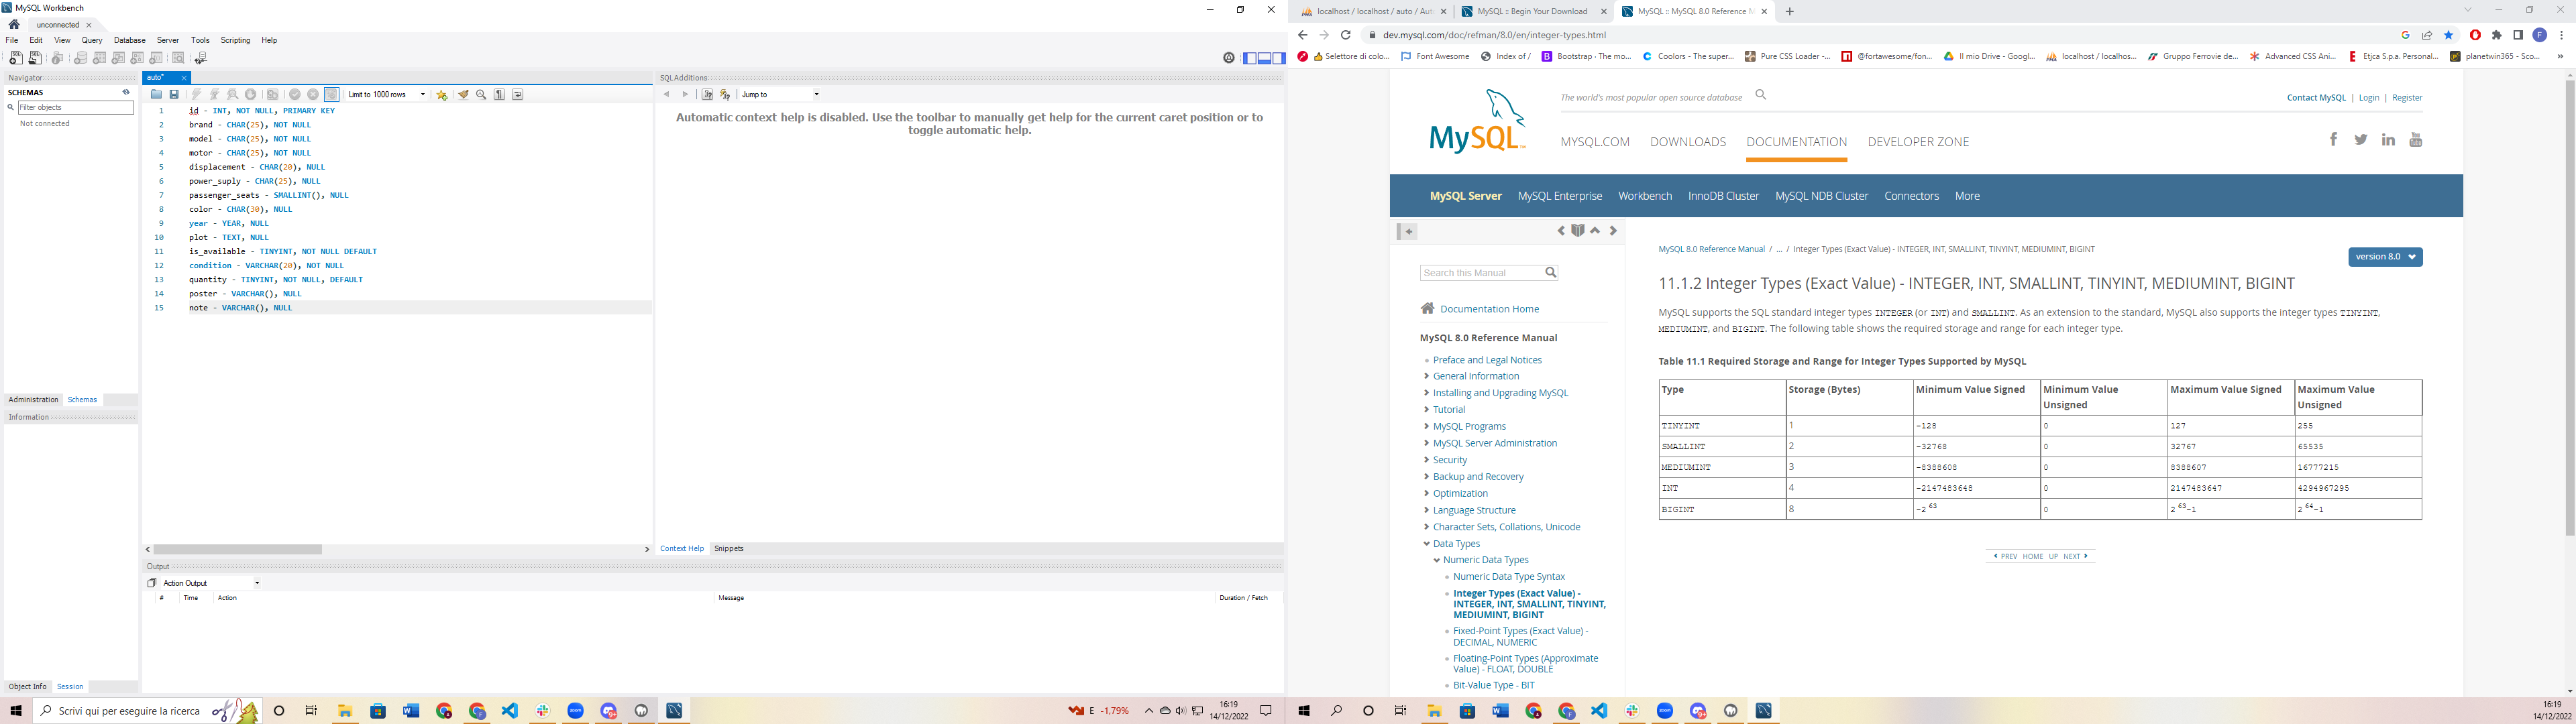 MySQL Workbench
unconnected
File Edit View Query Database Server Tools Scripting Help
Navigator
SCHEMAS
Filter objects
Not connected
Administration Schemas
Information
Object Info Session
auto*
Limit to 1000 rows
1 id - INT, NOT NULL, PRIMARY KEY
2 brand - CHAR(25), NOT NULL
3 model - CHAR(25), NOT NULL
4 motor - CHAR(25), NOT NULL
5 displacement - CHAR(20), NULL
6 power_suply - CHAR(25), NULL
7 passenger_seats - SMALLINT(), NULL
8 color - CHAR(30), NULL
9 year - YEAR, NULL
10 plot - TEXT, NULL
11 is_available - TINYINT, NOT NULL DEFAULT
12 condition - VARCHAR(20), NOT NULL
13 quantity - TINYINT, NOT NULL, DEFAULT
14 poster - VARCHAR(), NULL
15 note - VARCHAR(), NULL
SQLAdditions
Jump to
Automatic context help is disabled. Use the toolbar to manually get help for the current caret position or to
toggle automatic help.
Context Help Snippets
Output
Action Output
# Time Action Message Duration / Fetch
Scrivi qui per eseguire la ricerca
E -1,79%
16:19
14/12/2022
localhost / localhost / auto / Aut
MySQL :: Begin Your Download
MySQL :: MySQL 8.0 Reference M
dev.mysql.com/doc/refman/8.0/en/integer-types.html
Selettore di colo... Font Awesome Index of / Bootstrap · The mo... Coolors - The super... Pure CSS Loader -... @fortawesome/fon... Il mio Drive - Googl... localhost / localhos... Gruppo Ferrovie de... Advanced CSS Ani... Etjca S.p.a. Personal... planetwin365 - Sco...
MySQL
The world's most popular open source database
Contact MySQL | Login | Register
MYSQL.COM DOWNLOADS DOCUMENTATION DEVELOPER ZONE
MySQL Server MySQL Enterprise Workbench InnoDB Cluster MySQL NDB Cluster Connectors More
Search this Manual
Documentation Home
MySQL 8.0 Reference Manual
Preface and Legal Notices
General Information
Installing and Upgrading MySQL
Tutorial
MySQL Programs
MySQL Server Administration
Security
Backup and Recovery
Optimization
Language Structure
Character Sets, Collations, Unicode
Data Types
Numeric Data Types
Numeric Data Type Syntax
Integer Types (Exact Value) -
INTEGER, INT, SMALLINT, TINYINT,
MEDIUMINT, BIGINT
Fixed-Point Types (Exact Value) -
DECIMAL, NUMERIC
Floating-Point Types (Approximate
Value) - FLOAT, DOUBLE
Bit-Value Type - BIT
MySQL 8.0 Reference Manual / ... / Integer Types (Exact Value) - INTEGER, INT, SMALLINT, TINYINT, MEDIUMINT, BIGINT
version 8.0
11.1.2 Integer Types (Exact Value) - INTEGER, INT, SMALLINT, TINYINT, MEDIUMINT, BIGINT
MySQL supports the SQL standard integer types INTEGER (or INT) and SMALLINT. As an extension to the standard, MySQL also supports the integer types TINYINT,
MEDIUMINT, and BIGINT. The following table shows the required storage and range for each integer type.
Table 11.1 Required Storage and Range for Integer Types Supported by MySQL
Type Storage (Bytes) Minimum Value Signed Minimum Value Unsigned Maximum Value Signed Maximum Value Unsigned
TINYINT 1 -128 0 127 255
SMALLINT 2 -32768 0 32767 65535
MEDIUMINT 3 -8388608 0 8388607 16777215
INT 4 -2147483648 0 2147483647 4294967295
BIGINT 8 -2^63 0 2^63-1 2^64-1
PREV HOME UP NEXT
16:19
14/12/2022